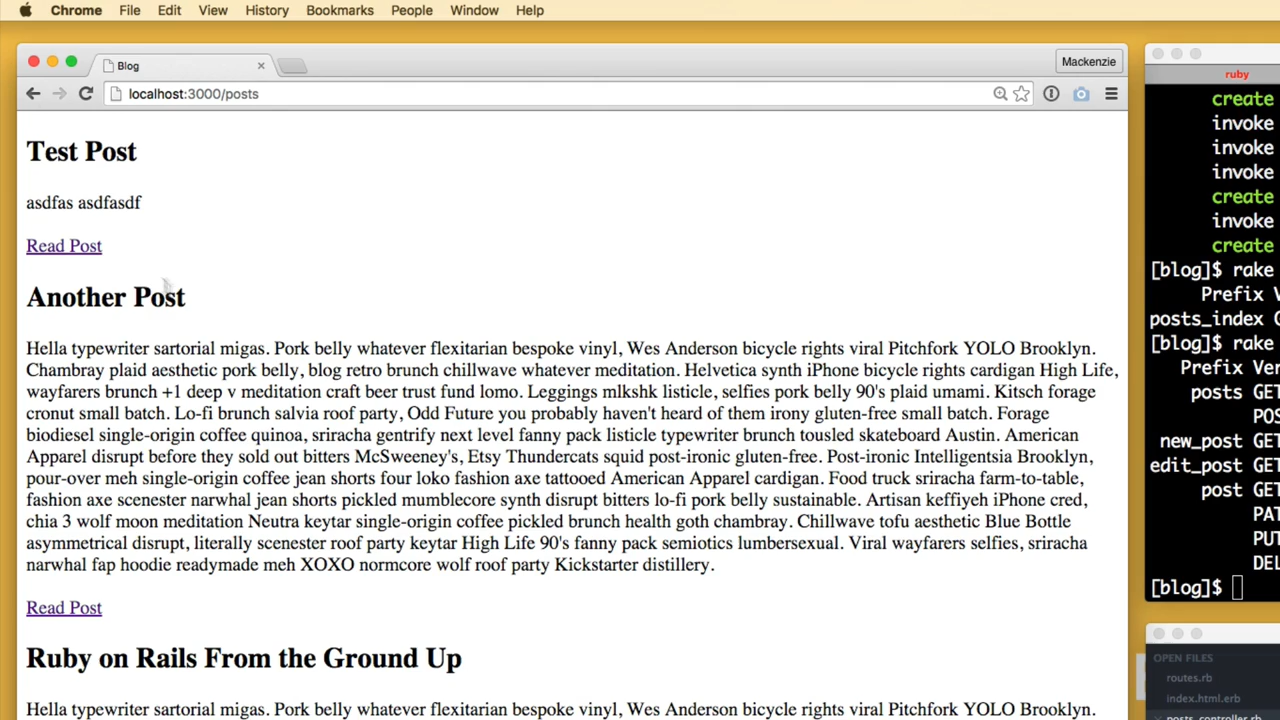 Chrome File Edit View History Bookmarks People Window Help
Blog
Mackenzie
localhost:3000/posts
Test Post
asdfas asdfasdf
Read Post
Another Post
Hella typewriter sartorial migas. Pork belly whatever flexitarian bespoke vinyl, Wes Anderson bicycle rights viral Pitchfork YOLO Brooklyn.
Chambray plaid aesthetic pork belly, blog retro brunch chillwave whatever meditation. Helvetica synth iPhone bicycle rights cardigan High Life,
wayfarers brunch +1 deep v meditation craft beer trust fund lomo. Leggings mlkshk listicle, selfies pork belly 90's plaid umami. Kitsch forage
cronut small batch. Lo-fi brunch salvia roof party, Odd Future you probably haven't heard of them irony gluten-free small batch. Forage
biodiesel single-origin coffee quinoa, sriracha gentrify next level fanny pack listicle typewriter brunch tousled skateboard Austin. American
Apparel disrupt before they sold out bitters McSweeney's, Etsy Thundercats squid post-ironic gluten-free. Post-ironic Intelligentsia Brooklyn,
pour-over meh single-origin coffee jean shorts four loko fashion axe tattooed American Apparel cardigan. Food truck sriracha farm-to-table,
fashion axe scenester narwhal jean shorts pickled mumblecore synth disrupt bitters lo-fi pork belly sustainable. Artisan keffiyeh iPhone cred,
chia 3 wolf moon meditation Neutra keytar single-origin coffee pickled brunch health goth chambray. Chillwave tofu aesthetic Blue Bottle
asymmetrical disrupt, literally scenester roof party keytar High Life 90's fanny pack semiotics lumbersexual. Viral wayfarers selfies, sriracha
narwhal fap hoodie readymade meh XOXO normcore wolf roof party Kickstarter distillery.
Read Post
Ruby on Rails From the Ground Up
Hella typewriter sartorial migas. Pork belly whatever flexitarian bespoke vinyl, Wes Anderson bicycle rights viral Pitchfork YOLO Brooklyn.
ruby
create
invoke
invoke
invoke
create
invoke
create
[blog]$ rake
Prefix V
posts_index G
[blog]$ rake
Prefix Ver
posts GET
POS
new_post GET
edit_post GET
post GET
PAT
PUT
DEL
[blog]$
OPEN FILES
routes.rb
index.html.erb
posts_controller.rb